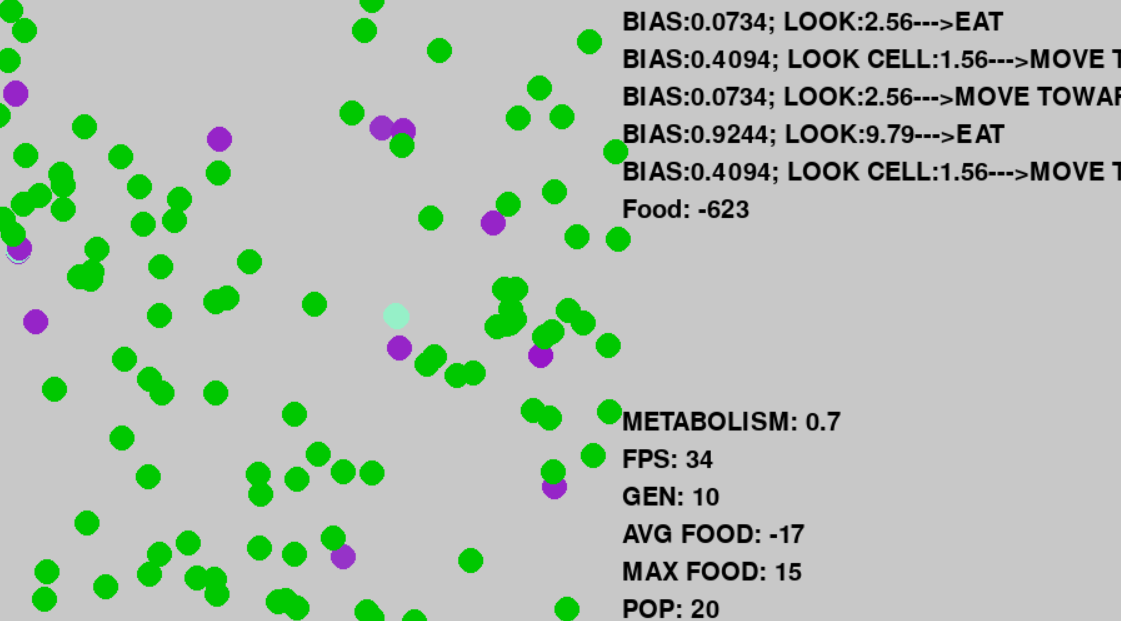 BIAS:0.0734; LOOK:2.56--->EAT
BIAS:0.4094; LOOK CELL:1.56--->MOVE T
BIAS:0.0734; LOOK:2.56--->MOVE TOWAR
BIAS:0.9244; LOOK:9.79--->EAT
BIAS:0.4094; LOOK CELL:1.56--->MOVE T
Food: -623
METABOLISM: 0.7
FPS: 34
GEN: 10
AVG FOOD: -17
MAX FOOD: 15
POP: 20